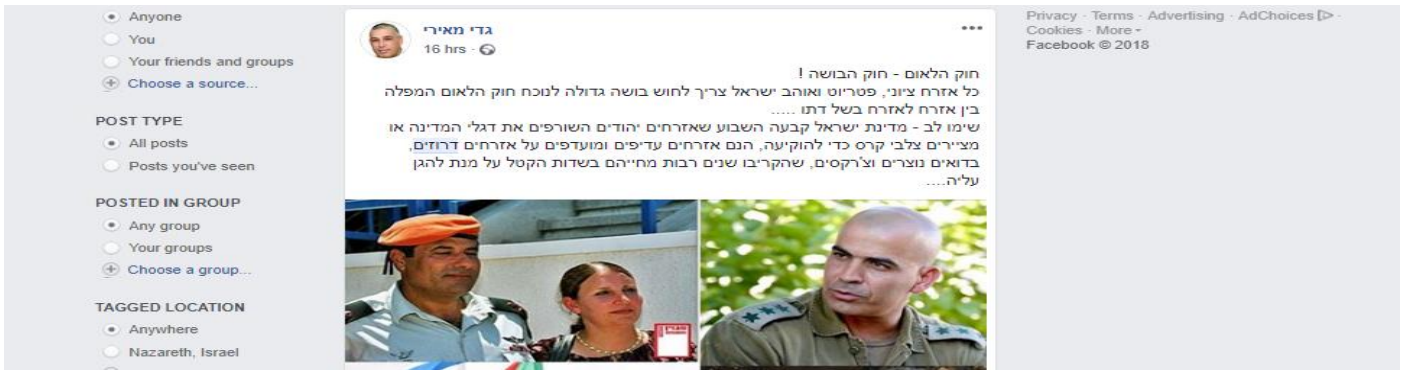 Anyone
You
Your friends and groups
Choose a source...
POST TYPE
All posts
Posts you've seen
POSTED IN GROUP
Any group
Your groups
Choose a group...
TAGGED LOCATION
Anywhere
Nazareth, Israel
גדי מאירי
16 hrs ·
חוק הלאום - חוק הבושה !
כל אזרח ציוני, פטריוט ואוהב ישראל צריך לחוש בושה גדולה לנוכח חוק הלאום המפלה
בין אזרח לאזרח בשל דתו .....
שימו לב - מדינת ישראל קבעה השבוע שאזרחים יהודים השורפים את דגלי המדינה או
מציירים צלבי קרס כדי להוקיעה, הנם אזרחים עדיפים ומועדפים על אזרחים דרוזים,
בדואים נוצרים וצ'רקסים, שהקריבו שנים רבות מחייהם בשדות הקטל על מנת להגן
עליה....
Privacy · Terms · Advertising · AdChoices ·
Cookies · More
Facebook © 2018